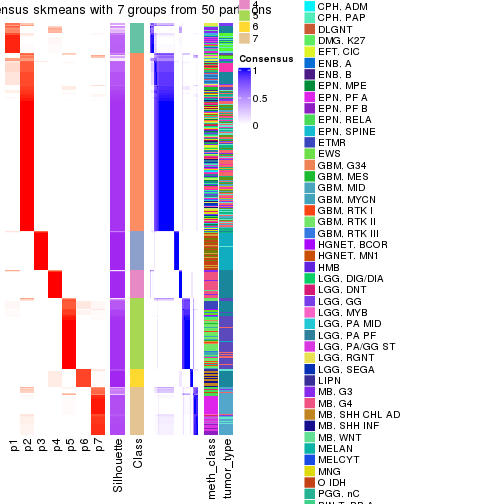 ensus skmeans with 7 groups from 50 partitions
4
5
6
7
Consensus
1
0.5
0
p1
p2
p3
p4
p5
p6
p7
Silhouette
Class
meth_class
tumor_type
CPH. ADM
CPH. PAP
DLGNT
DMG. K27
EFT. CIC
ENB. A
ENB. B
EPN. MPE
EPN. PF A
EPN. PF B
EPN. RELA
EPN. SPINE
ETMR
EWS
GBM. G34
GBM. MES
GBM. MID
GBM. MYCN
GBM. RTK I
GBM. RTK II
GBM. RTK III
HGNET. BCOR
HGNET. MN1
HMB
LGG. DIG/DIA
LGG. DNT
LGG. GG
LGG. MYB
LGG. PA MID
LGG. PA PF
LGG. PA/GG ST
LGG. RGNT
LGG. SEGA
LIPN
MB. G3
MB. G4
MB. SHH CHL AD
MB. SHH INF
MB. WNT
MELAN
MELCYT
MNG
O IDH
PGG. nC